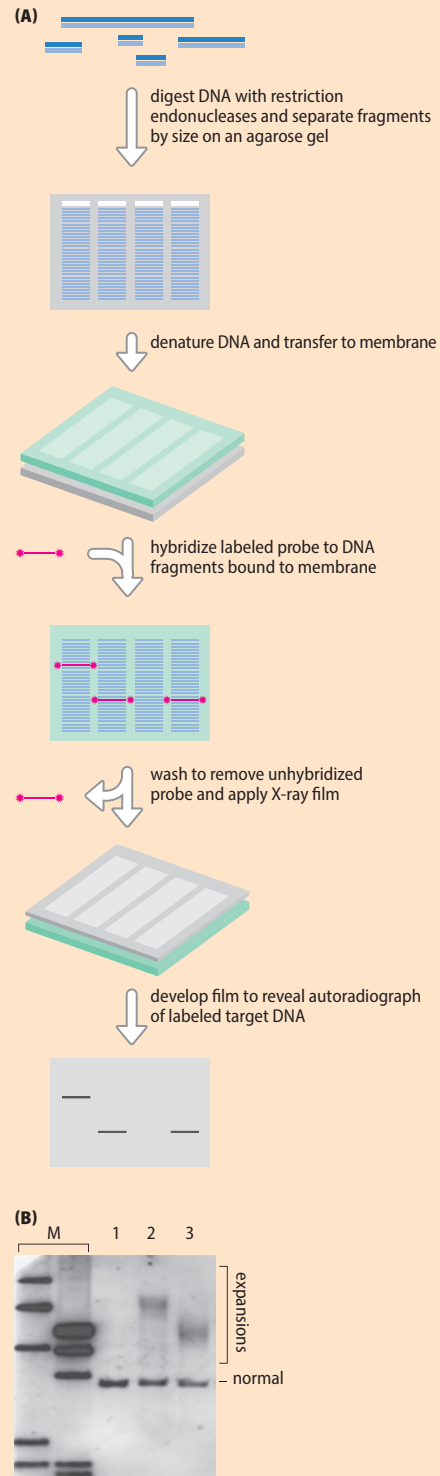 (A)
digest DNA with restriction
endonucleases and separate fragments
by size on an agarose gel
denature DNA and transfer to membrane
hybridize labeled probe to DNA
fragments bound to membrane
wash to remove unhybridized
probe and apply X-ray film
develop film to reveal autoradiograph
of labeled target DNA
(B)
M 1 2 3
expansions
normal